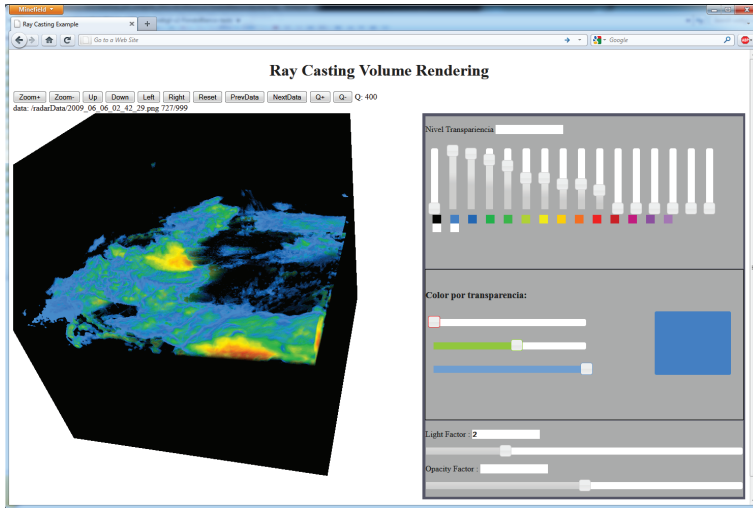 Minefield
Ray Casting Example
Go to a Web Site
Google
ABP
Ray Casting Volume Rendering
Zoom+ Zoom- Up Down Left Right Reset PrevData NextData Q+ Q- Q: 400
data: /radarData/2009_06_06_02_42_29.png 727/999
Nivel Transpariencia
Color por transparencia:
Light Factor : 2
Opacity Factor :